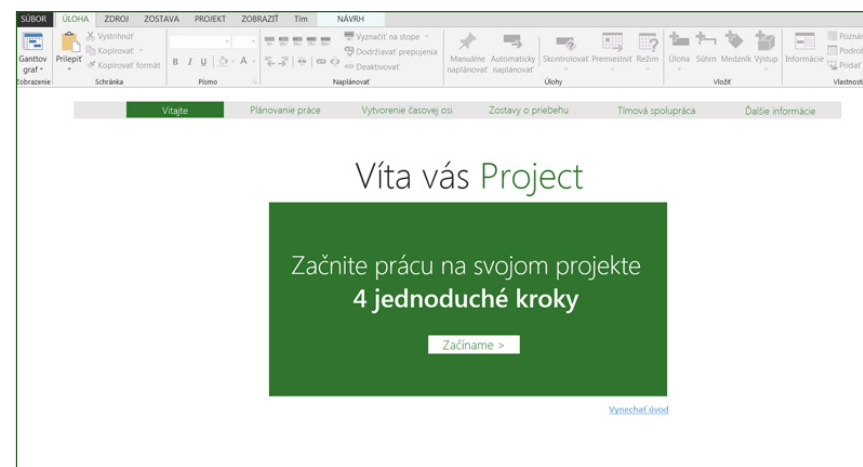 SÚBOR ÚLOHA ZDROJ ZOSTAVA PROJEKT ZOBRAZIŤ Tím NÁVRH
Vystrihnúť
Kopírovať
Kopírovať formát
Ganttov
graf
Prilepiť
B I U A
Vyznačiť na stope
Dodržiavať prepojenia
Deaktivovať
Manuálne
naplánovať
Automaticky
naplánovať
Skontrolovať Premiestniť Režim
Úloha Súhrn Medzník Výstup
Informácie
Zobrazenie Schránka Písmo Naplánovať Úlohy Vložiť
Vitajte Plánovanie práce Vytvorenie časovej osi Zostavy o priebehu Tímová spolupráca Ďalšie informácie
Víta vás Project
Začnite prácu na svojom projekte
4 jednoduché kroky
Začíname >
Vynechať úvod